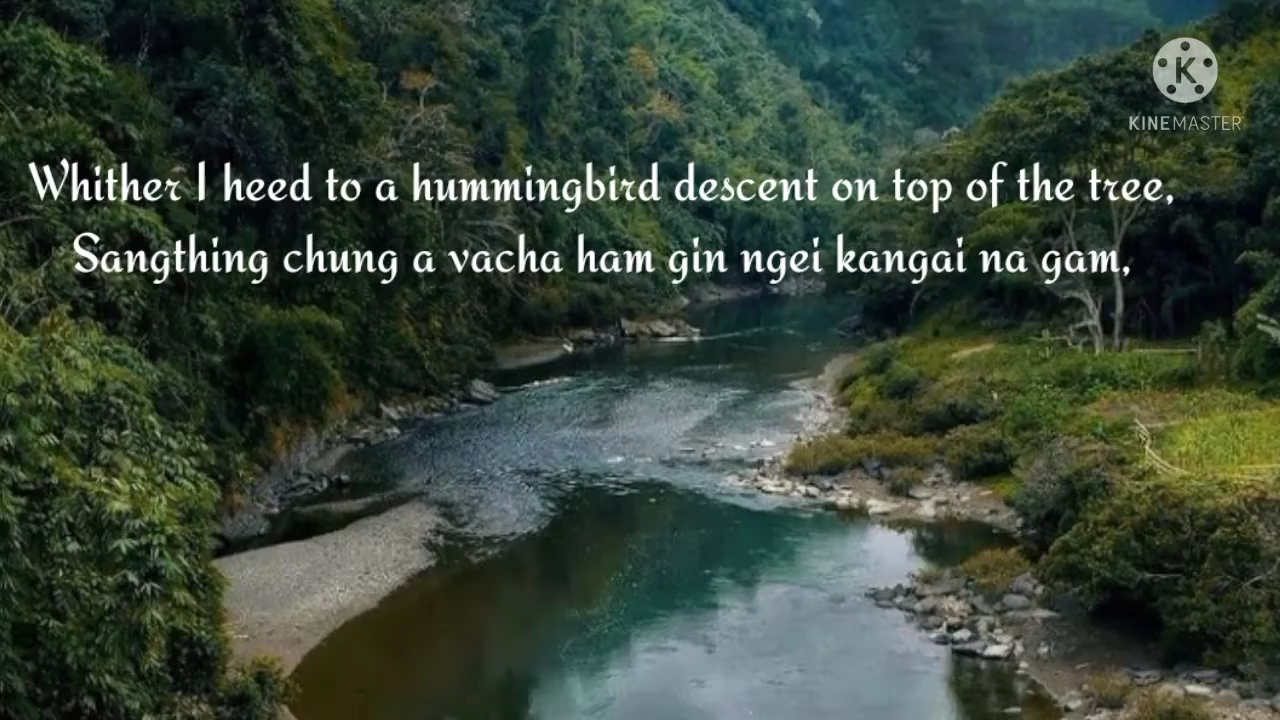 KINEMASTER
Whither I heed to a hummingbird descent on top of the tree,
Sangthing chung a vacha ham gin ngei kangai na gam,